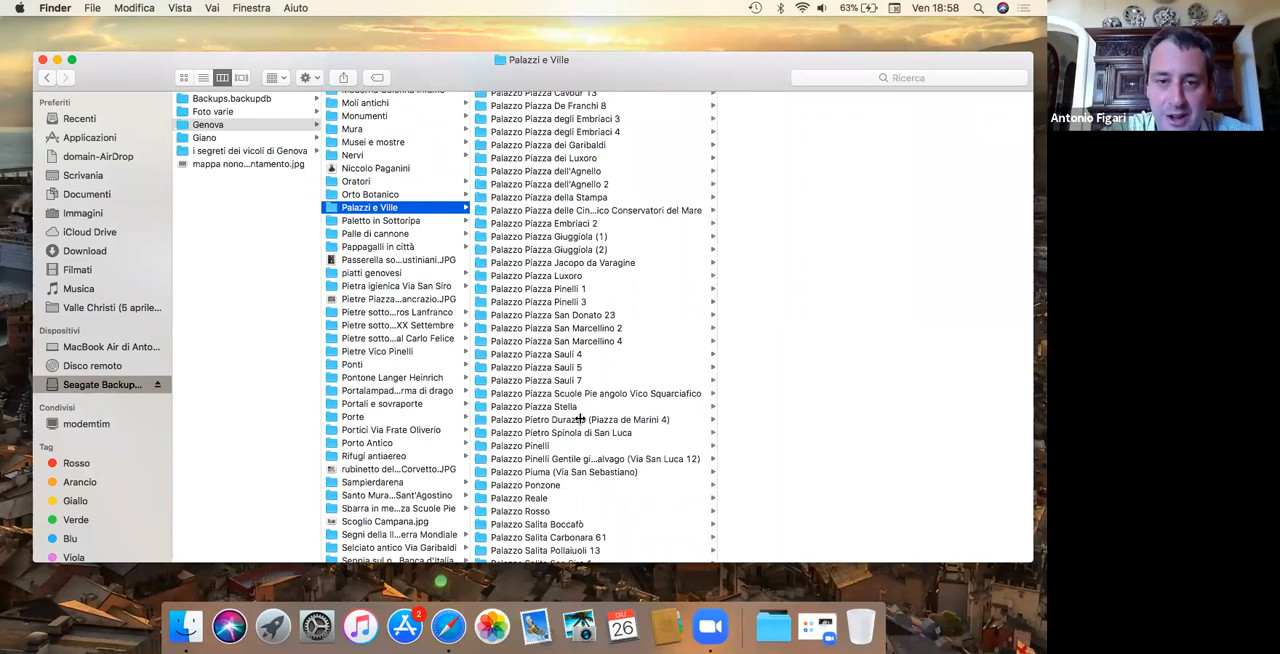 Finder File Modifica Vista Vai Finestra Aiuto 63% Ven 18:58
Palazzi e Ville
Ricerca
Preferiti
Recenti
Applicazioni
domain-AirDrop
Scrivania
Documenti
Immagini
iCloud Drive
Download
Filmati
Musica
Valle Christi (5 aprile...
Dispositivi
MacBook Air di Anto...
Disco remoto
Seagate Backup...
Condivisi
modemtim
Tag
Rosso
Arancio
Giallo
Verde
Blu
Viola
Backups.backupdb
Foto varie
Genova
Giano
i segreti dei vicoli di Genova
mappa nono...ntamento.jpg
Moli antichi
Monumenti
Mura
Musei e mostre
Nervi
Niccolo Paganini
Oratori
Orto Botanico
Palazzi e Ville
Paletto in Sottoripa
Palle di cannone
Pappagalli in città
Passerella so...ustiniani.JPG
piatti genovesi
Pietra igienica Via San Siro
Pietre Piazza...ancrazio.JPG
Pietre sotto...ros Lanfranco
Pietre sotto...XX Settembre
Pietre sotto...al Carlo Felice
Pietre Vico Pinelli
Ponti
Pontone Langer Heinrich
Portalampad...rma di drago
Portali e sovraporte
Porte
Portici Via Frate Oliverio
Porto Antico
Rifugi antiaereo
rubinetto del...Corvetto.JPG
Sampierdarena
Santo Mura...Sant'Agostino
Sbarra in me...za Scuole Pie
Scoglio Campana.jpg
Segni della II...erra Mondiale
Selciato antico Via Garibaldi
Palazzo Piazza Cavour 13
Palazzo Piazza De Franchi 8
Palazzo Piazza degli Embriaci 3
Palazzo Piazza degli Embriaci 4
Palazzo Piazza dei Garibaldi
Palazzo Piazza dei Luxoro
Palazzo Piazza dell'Agnello
Palazzo Piazza dell'Agnello 2
Palazzo Piazza della Stampa
Palazzo Piazza delle Cin...ico Conservatori del Mare
Palazzo Piazza Embriaci 2
Palazzo Piazza Giuggiola (1)
Palazzo Piazza Giuggiola (2)
Palazzo Piazza Jacopo da Varagine
Palazzo Piazza Luxoro
Palazzo Piazza Pinelli 1
Palazzo Piazza Pinelli 3
Palazzo Piazza San Donato 23
Palazzo Piazza San Marcellino 2
Palazzo Piazza San Marcellino 4
Palazzo Piazza Sauli 4
Palazzo Piazza Sauli 5
Palazzo Piazza Sauli 7
Palazzo Piazza Scuole Pie angolo Vico Squarciafico
Palazzo Piazza Stella
Palazzo Pietro Durazzo (Piazza de Marini 4)
Palazzo Pietro Spinola di San Luca
Palazzo Pinelli
Palazzo Pinelli Gentile gi...alvago (Via San Luca 12)
Palazzo Piuma (Via San Sebastiano)
Palazzo Ponzone
Palazzo Reale
Palazzo Rosso
Palazzo Salita Boccafò
Palazzo Salita Carbonara 61
Palazzo Salita Pollaiuoli 13
Antonio Figari
2
GIU
26